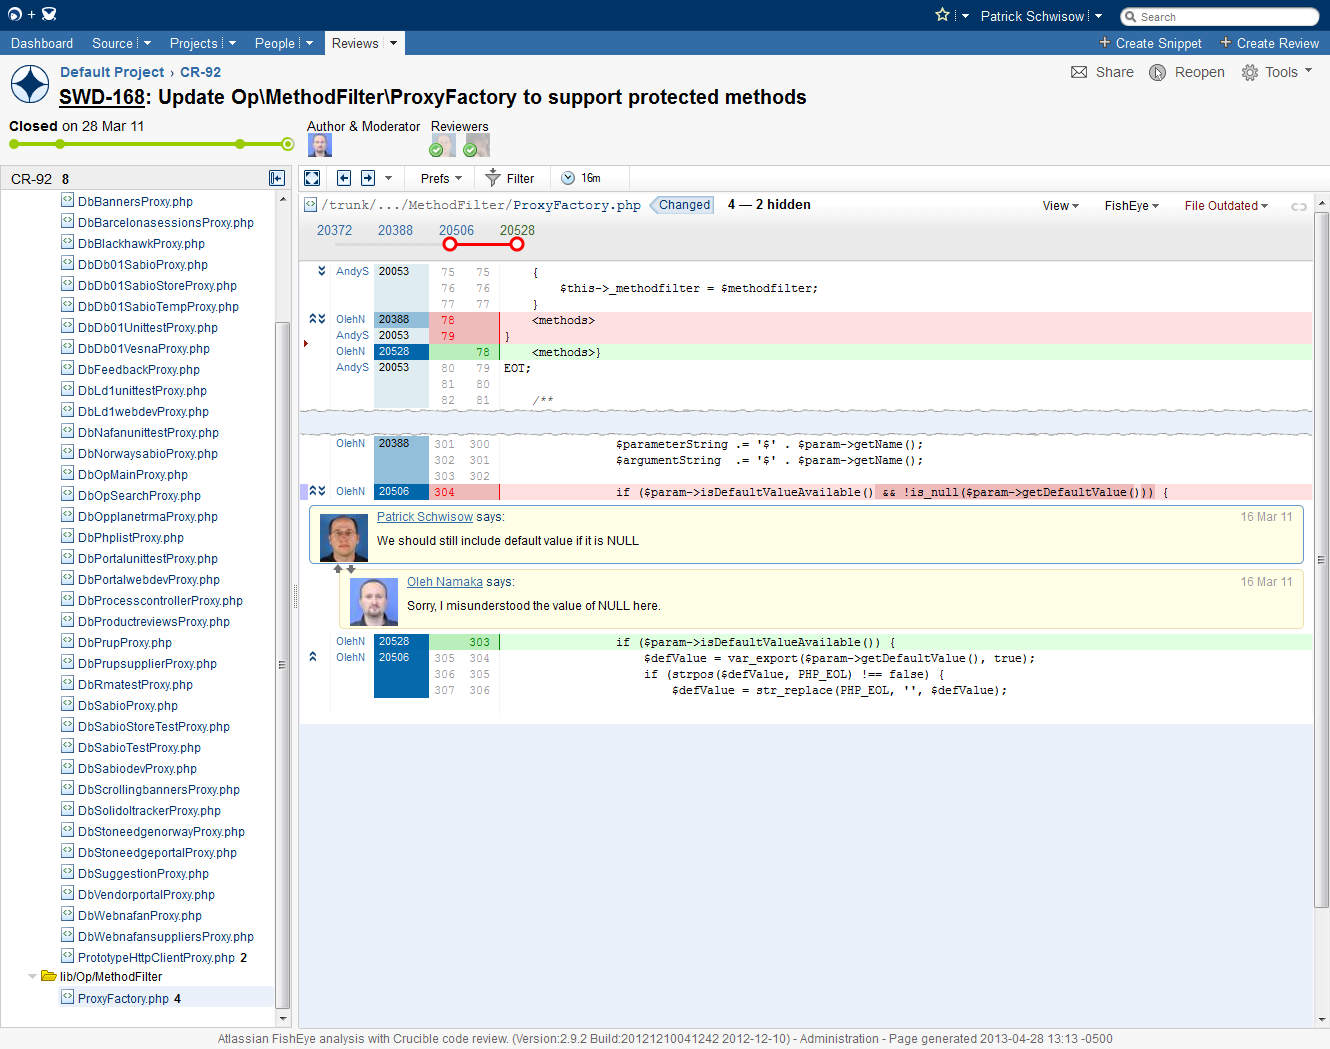 + Patrick Schwisow Search
Dashboard Source Projects People Reviews + Create Snippet + Create Review
Default Project › CR-92 Share Reopen Tools
SWD-168: Update Op\MethodFilter\ProxyFactory to support protected methods
Closed on 28 Mar 11 Author & Moderator Reviewers
CR-92 8 Prefs Filter 16m
DbBannersProxy.php
DbBarcelonasessionsProxy.php
DbBlackhawkProxy.php
DbDb01SabioProxy.php
DbDb01SabioStoreProxy.php
DbDb01SabioTempProxy.php
DbDb01UnittestProxy.php
DbDb01VesnaProxy.php
DbFeedbackProxy.php
DbLd1unittestProxy.php
DbLd1webdevProxy.php
DbNafanunittestProxy.php
DbNorwaysabioProxy.php
DbOpMainProxy.php
DbOpSearchProxy.php
DbOpplanetrmaProxy.php
DbPhplistProxy.php
DbPortalunittestProxy.php
DbPortalwebdevProxy.php
DbProcesscontrollerProxy.php
DbProductreviewsProxy.php
DbPrupProxy.php
DbPrupsupplierProxy.php
DbRmatestProxy.php
DbSabioProxy.php
DbSabioStoreTestProxy.php
DbSabioTestProxy.php
DbSabiodevProxy.php
DbScrollingbannersProxy.php
DbSolidoltrackerProxy.php
DbStoneedgenorwayProxy.php
DbStoneedgeportalProxy.php
DbSuggestionProxy.php
DbVendorportalProxy.php
DbWebnafanProxy.php
DbWebnafansuppliersProxy.php
PrototypeHttpClientProxy.php 2
lib/Op/MethodFilter
ProxyFactory.php 4
/trunk/.../MethodFilter/ProxyFactory.php Changed 4 — 2 hidden View FishEye File Outdated
20372 20388 20506 20528
AndyS 20053 75 75 {
76 76 $this->_methodfilter = $methodfilter;
77 77 }
OlehN 20388 78 <methods>
AndyS 20053 79 }
OlehN 20528 78 <methods>}
AndyS 20053 80 79 EOT;
81 80
82 81 /**
OlehN 20388 301 300 $parameterString .= '$' . $param->getName();
302 301 $argumentString .= '$' . $param->getName();
303 302
OlehN 20506 304 if ($param->isDefaultValueAvailable() && !is_null($param->getDefaultValue())) {
Patrick Schwisow says: 16 Mar 11
We should still include default value if it is NULL
Oleh Namaka says: 16 Mar 11
Sorry, I misunderstood the value of NULL here.
OlehN 20528 303 if ($param->isDefaultValueAvailable()) {
OlehN 20506 305 304 $defValue = var_export($param->getDefaultValue(), true);
306 305 if (strpos($defValue, PHP_EOL) !== false) {
307 306 $defValue = str_replace(PHP_EOL, '', $defValue);
Atlassian FishEye analysis with Crucible code review. (Version:2.9.2 Build:20121210041242 2012-12-10) - Administration - Page generated 2013-04-28 13:13 -0500